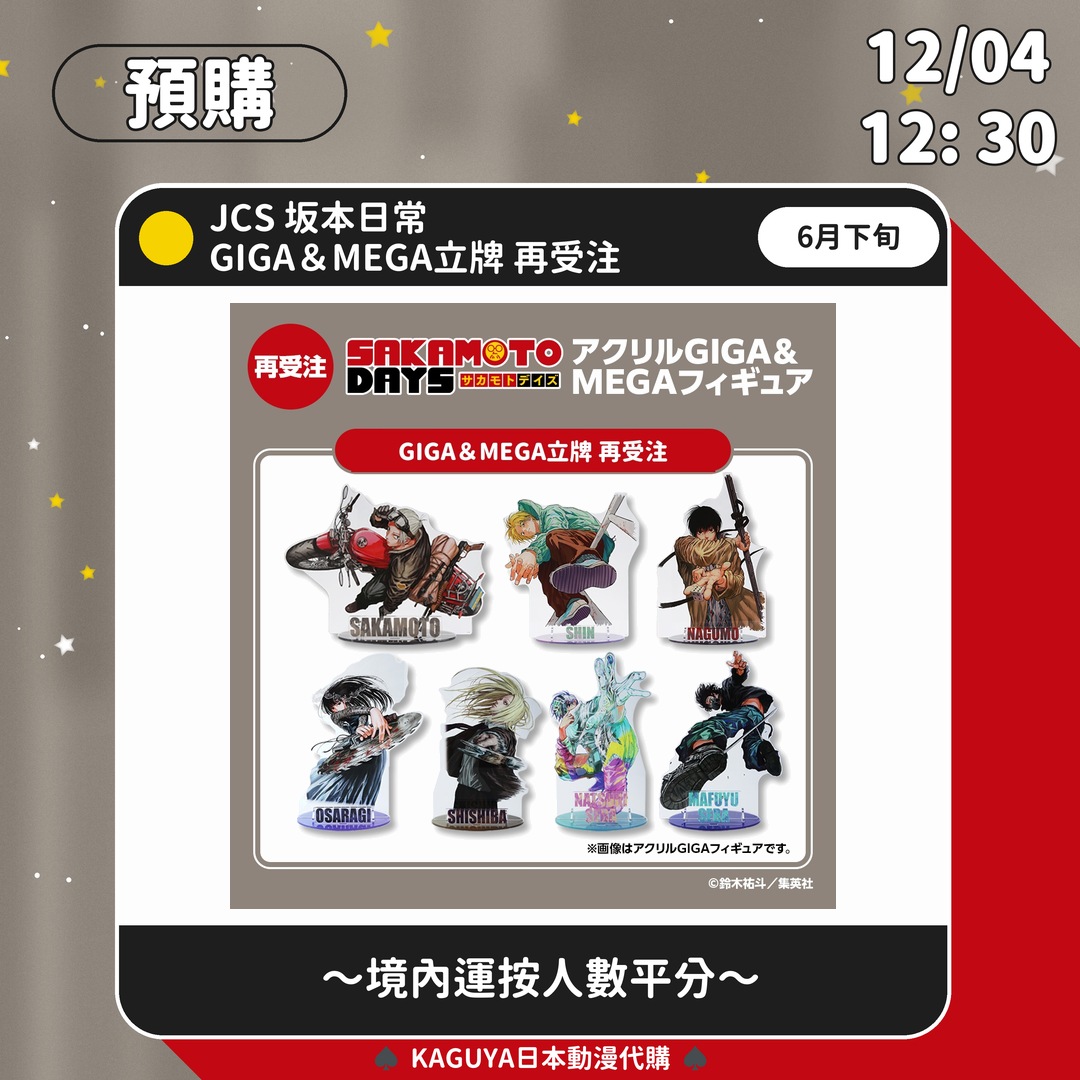 預購
12/04
12:30
JCS 坂本日常
GIGA＆MEGA立牌 再受注
6月下旬
再受注
SAKAMOTO
DAYS サカモトデイズ
アクリルGIGA＆
MEGAフィギュア
GIGA＆MEGA立牌 再受注
SAKAMOTO
SHIN
NAGUMO
OSARAGI
SHISHIBA
NATSUKI
SEBA
MAFUYU
SEBA
※画像はアクリルGIGAフィギュアです。
©鈴木祐斗／集英社
～境內運按人數平分～
♠ KAGUYA日本動漫代購 ♠